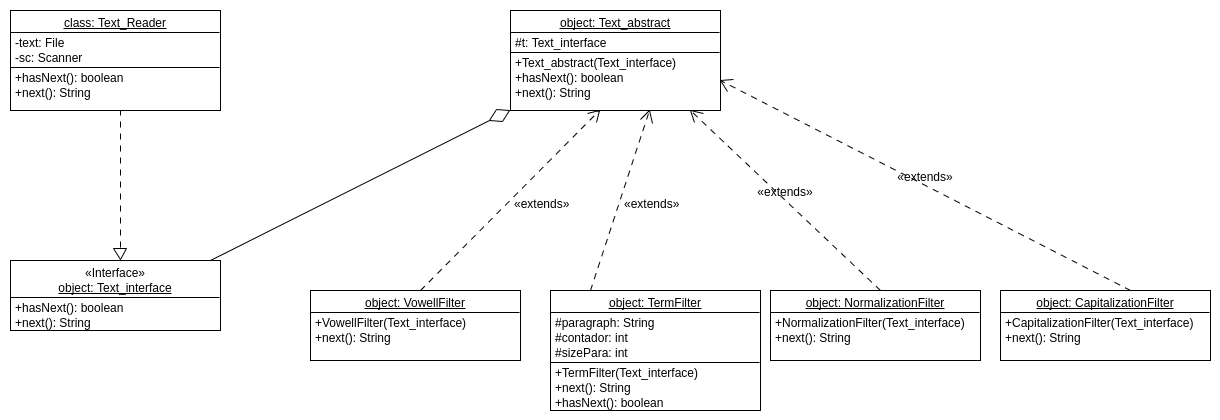 class: Text_Reader
-text: File
-sc: Scanner
+hasNext(): boolean
+next(): String
object: Text_abstract
#t: Text_interface
+Text_abstract(Text_interface)
+hasNext(): boolean
+next(): String
«extends»
«extends»
«extends»
«extends»
«Interface»
object: Text_interface
+hasNext(): boolean
+next(): String
object: VowellFilter
+VowellFilter(Text_interface)
+next(): String
object: TermFilter
#paragraph: String
#contador: int
#sizePara: int
+TermFilter(Text_interface)
+next(): String
+hasNext(): boolean
object: NormalizationFilter
+NormalizationFilter(Text_interface)
+next(): String
object: CapitalizationFilter
+CapitalizationFilter(Text_interface)
+next(): String